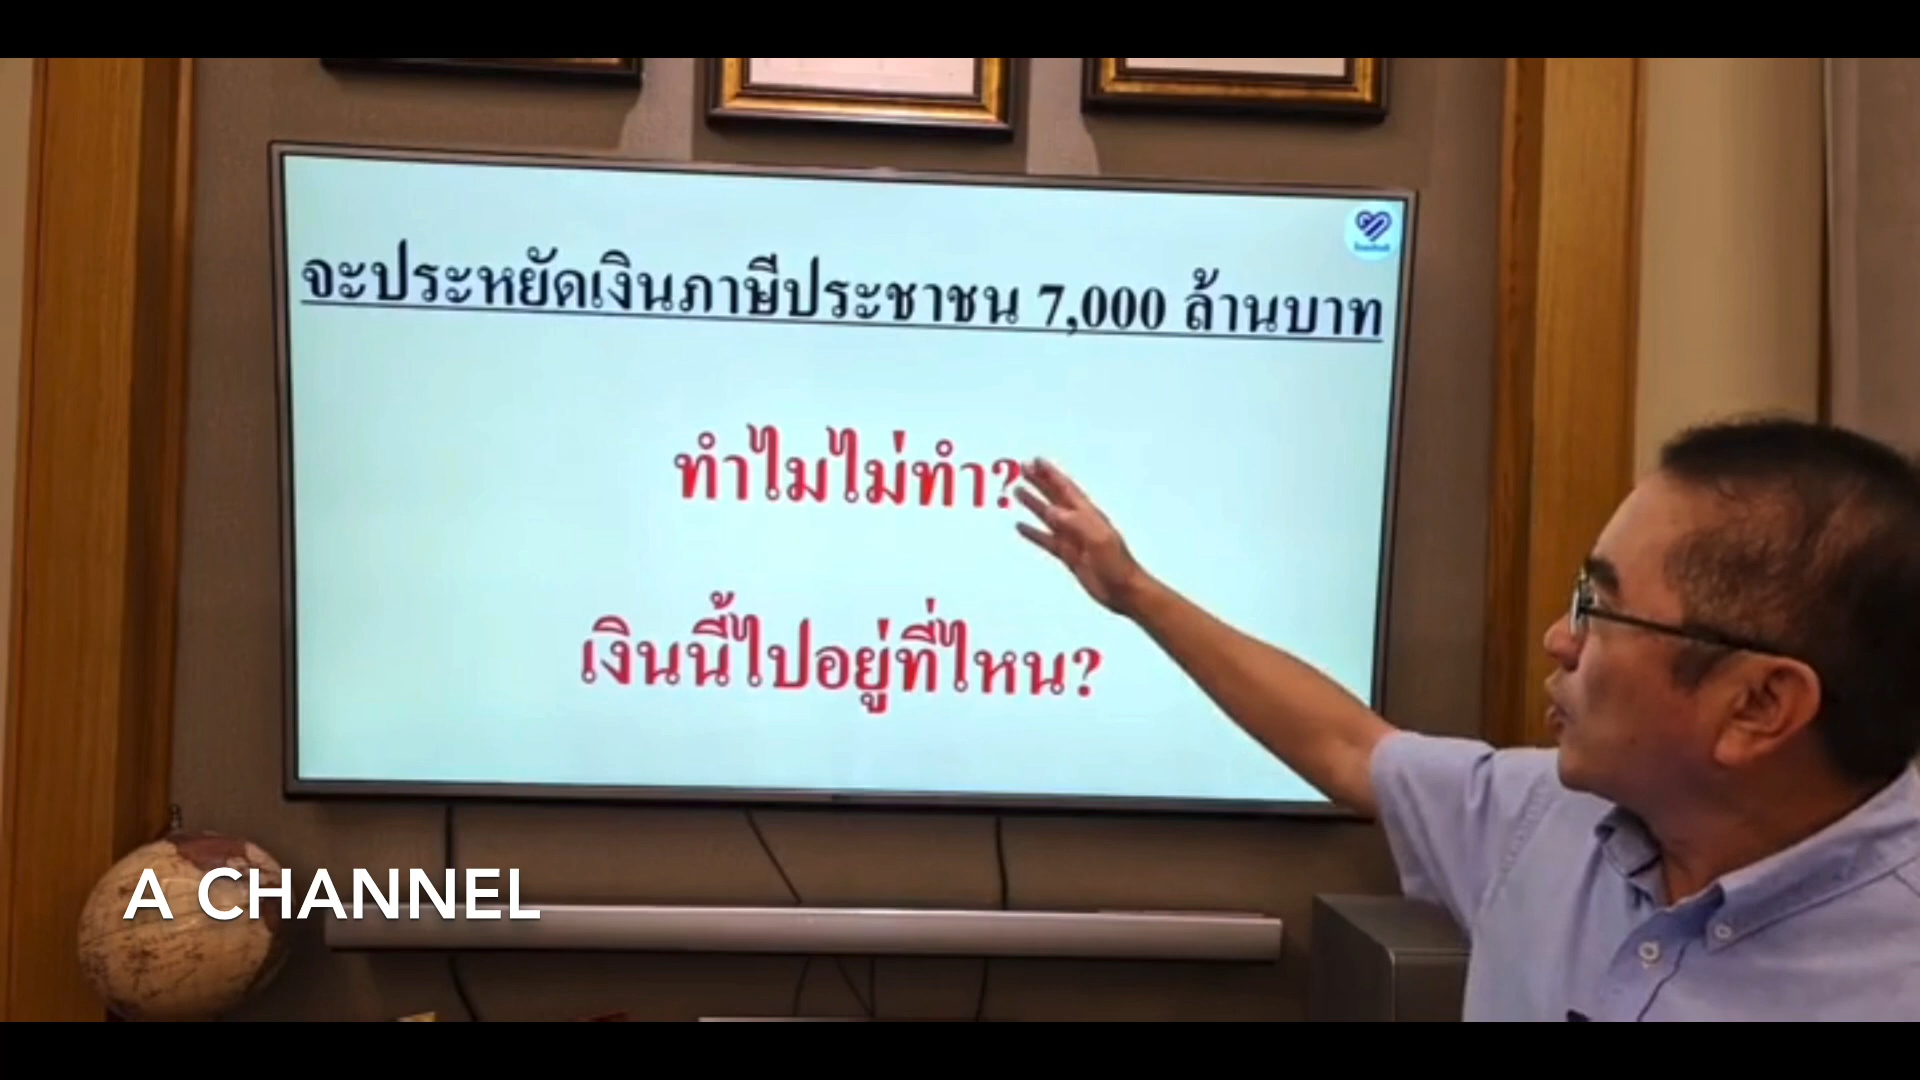 จะประหยัดเงินภาษีประชาชน 7,000 ล้านบาท
ทำไมไม่ทำ?
เงินนี้ไปอยู่ที่ไหน?
A CHANNEL